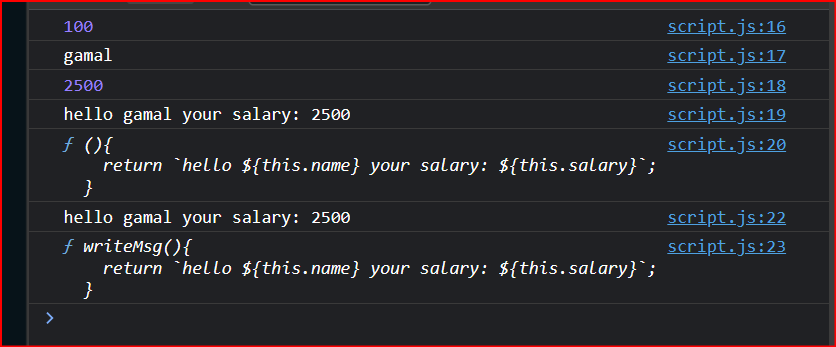 100 script.js:16
gamal script.js:17
2500 script.js:18
hello gamal your salary: 2500 script.js:19
ƒ (){ script.js:20
    return `hello ${this.name} your salary: ${this.salary}`;
  }
hello gamal your salary: 2500 script.js:22
ƒ writeMsg(){ script.js:23
    return `hello ${this.name} your salary: ${this.salary}`;
  }